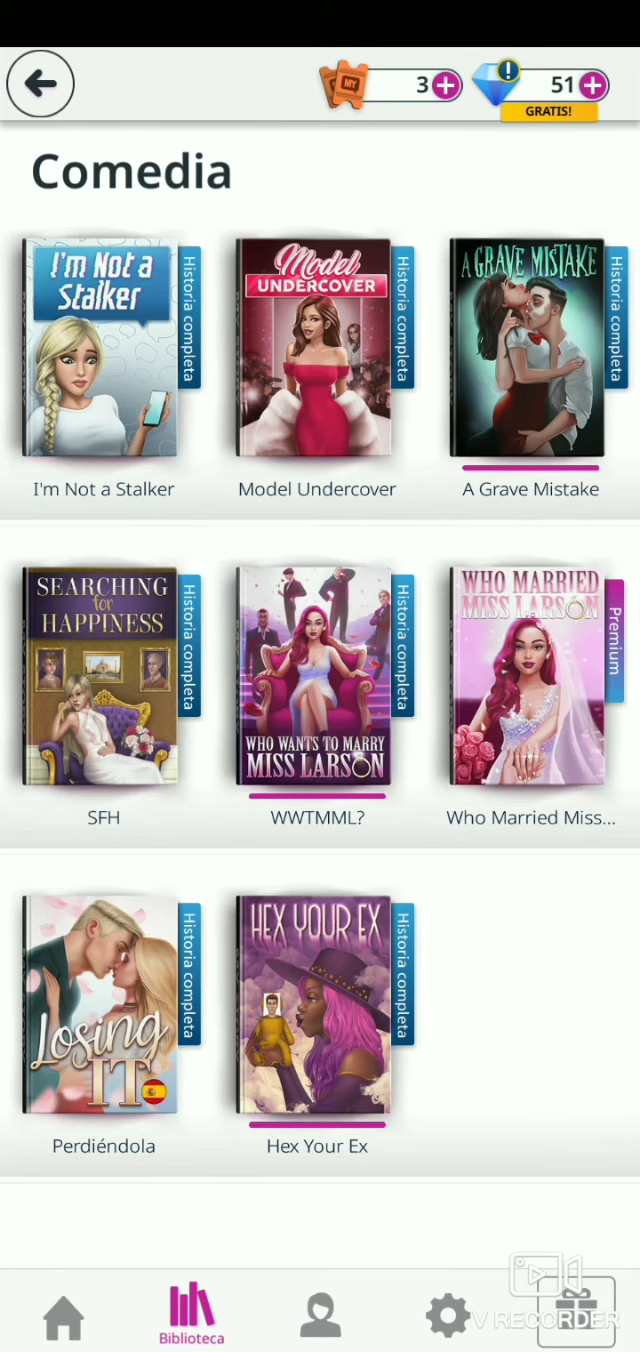 MY
3
51
GRATIS!
Comedia
I'm Not a
Stalker
Historia completa
Model
UNDERCOVER
Historia completa
A GRAVE MISTAKE
Historia completa
I'm Not a Stalker
Model Undercover
A Grave Mistake
SEARCHING
for
HAPPINESS
Historia completa
WHO WANTS TO MARRY
MISS LARSON
Historia completa
WHO MARRIED
MISS LARSON
Premium
SFH
WWTMML?
Who Married Miss...
Losing
IT
Historia completa
HEX YOUR EX
Historia completa
Perdiéndola
Hex Your Ex
Biblioteca
V RECORDER